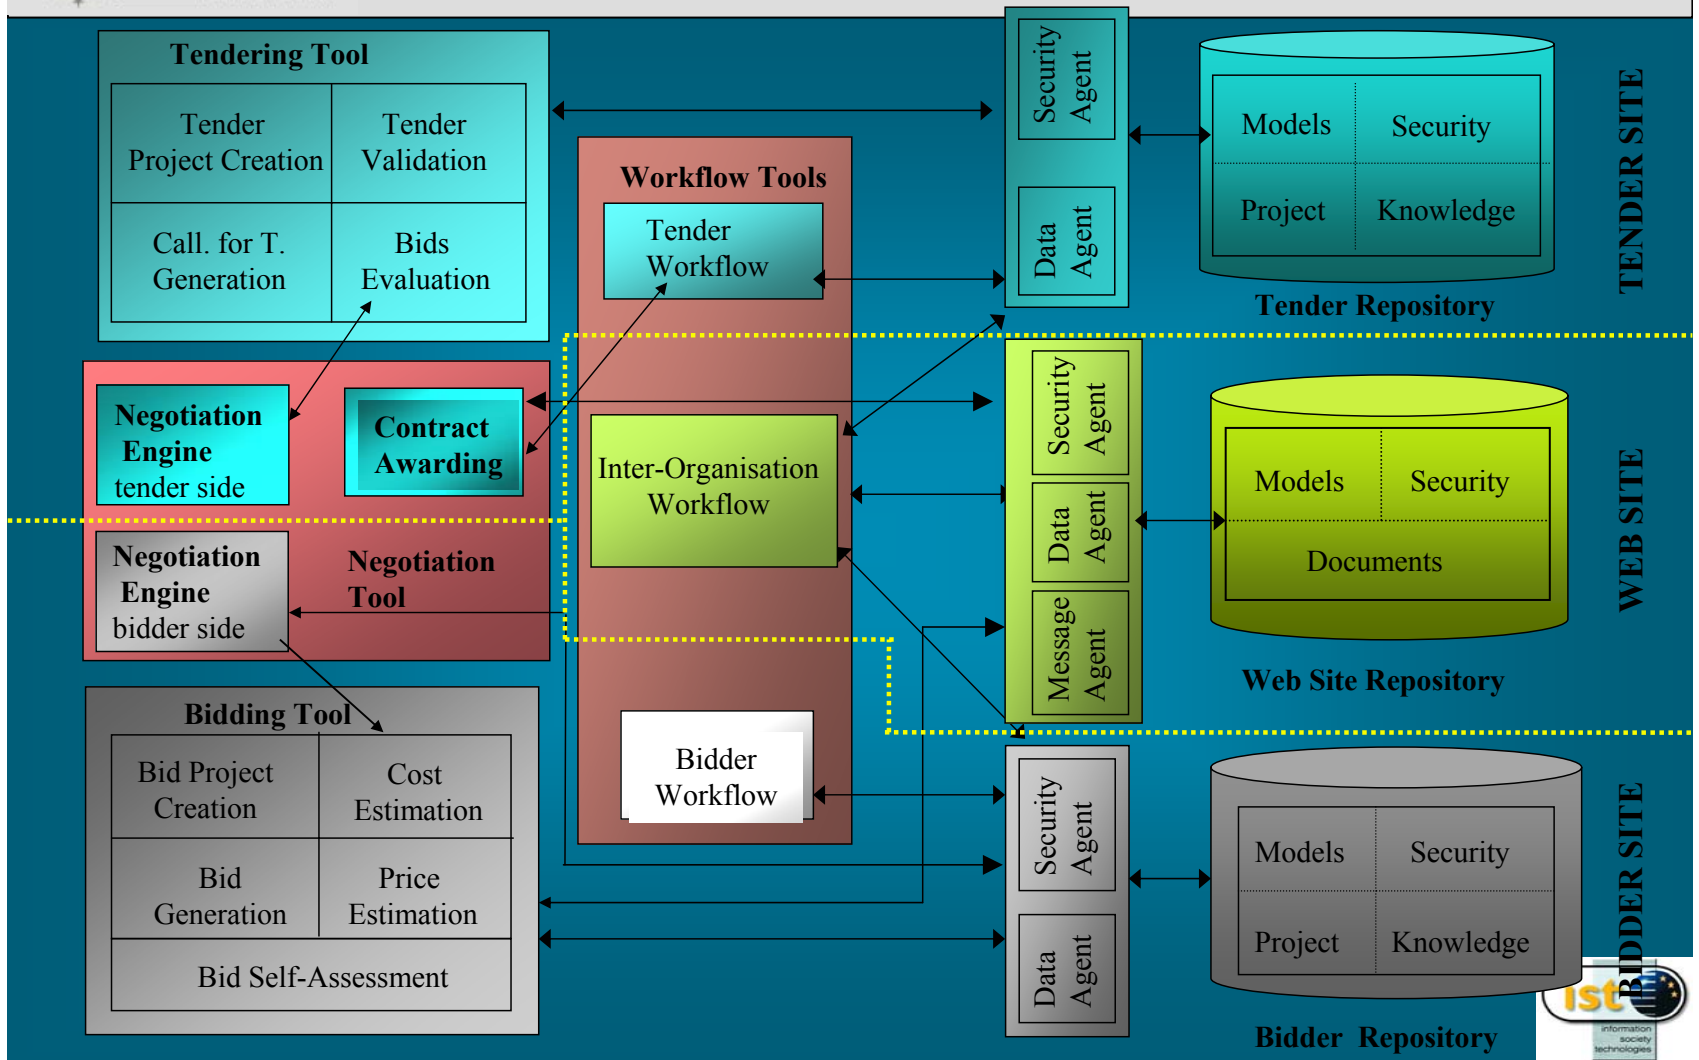 Tendering Tool
Tender
Project Creation
Tender
Validation
Call. for T.
Generation
Bids
Evaluation
Workflow Tools
Tender
Workflow
Inter-Organisation
Workflow
Bidder
Workflow
Negotiation
Engine
tender side
Contract
Awarding
Negotiation
Engine
bidder side
Negotiation
Tool
Bidding Tool
Bid Project
Creation
Cost
Estimation
Bid
Generation
Price
Estimation
Bid Self-Assessment
Security
Agent
Data
Agent
Models
Security
Project
Knowledge
Tender Repository
TENDER SITE
Security
Agent
Data
Agent
Message
Agent
Models
Security
Documents
Web Site Repository
WEB SITE
Security
Agent
Data
Agent
Models
Security
Project
Knowledge
Bidder Repository
BIDDER SITE
ist
information
society
technologies